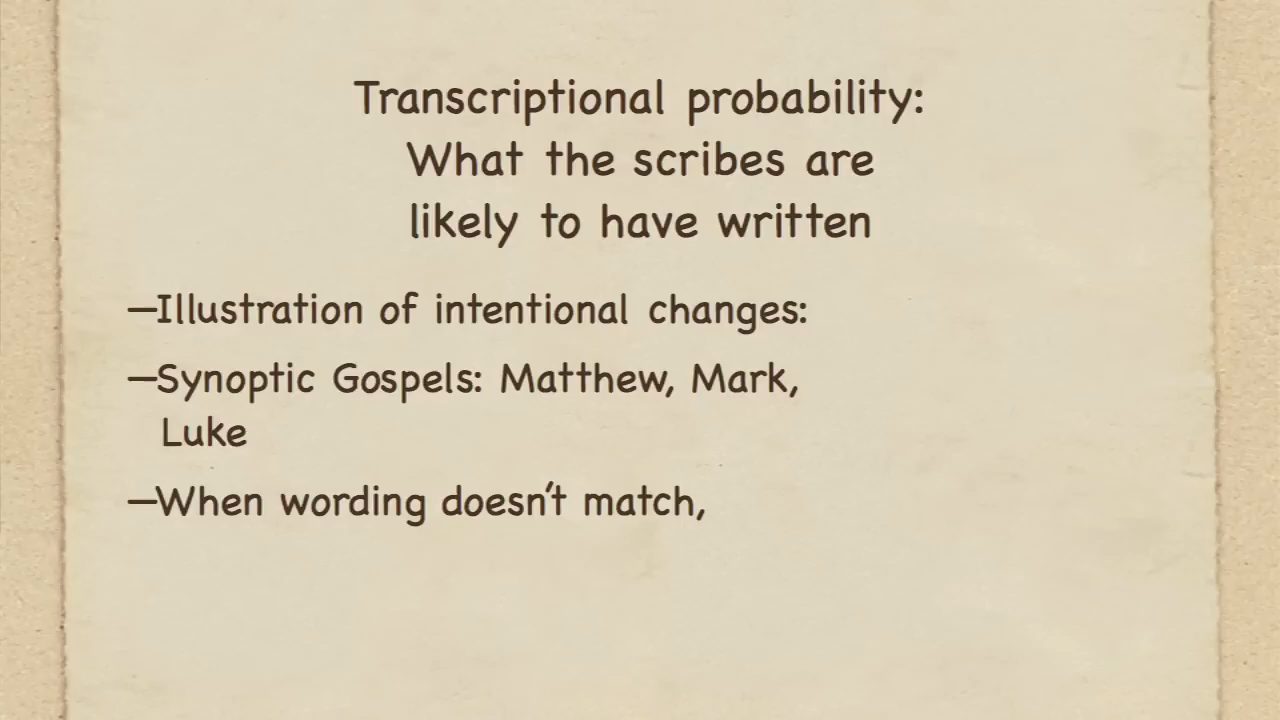 Transcriptional probability:
What the scribes are
likely to have written
—Illustration of intentional changes:
—Synoptic Gospels: Matthew, Mark,
Luke
—When wording doesn't match,